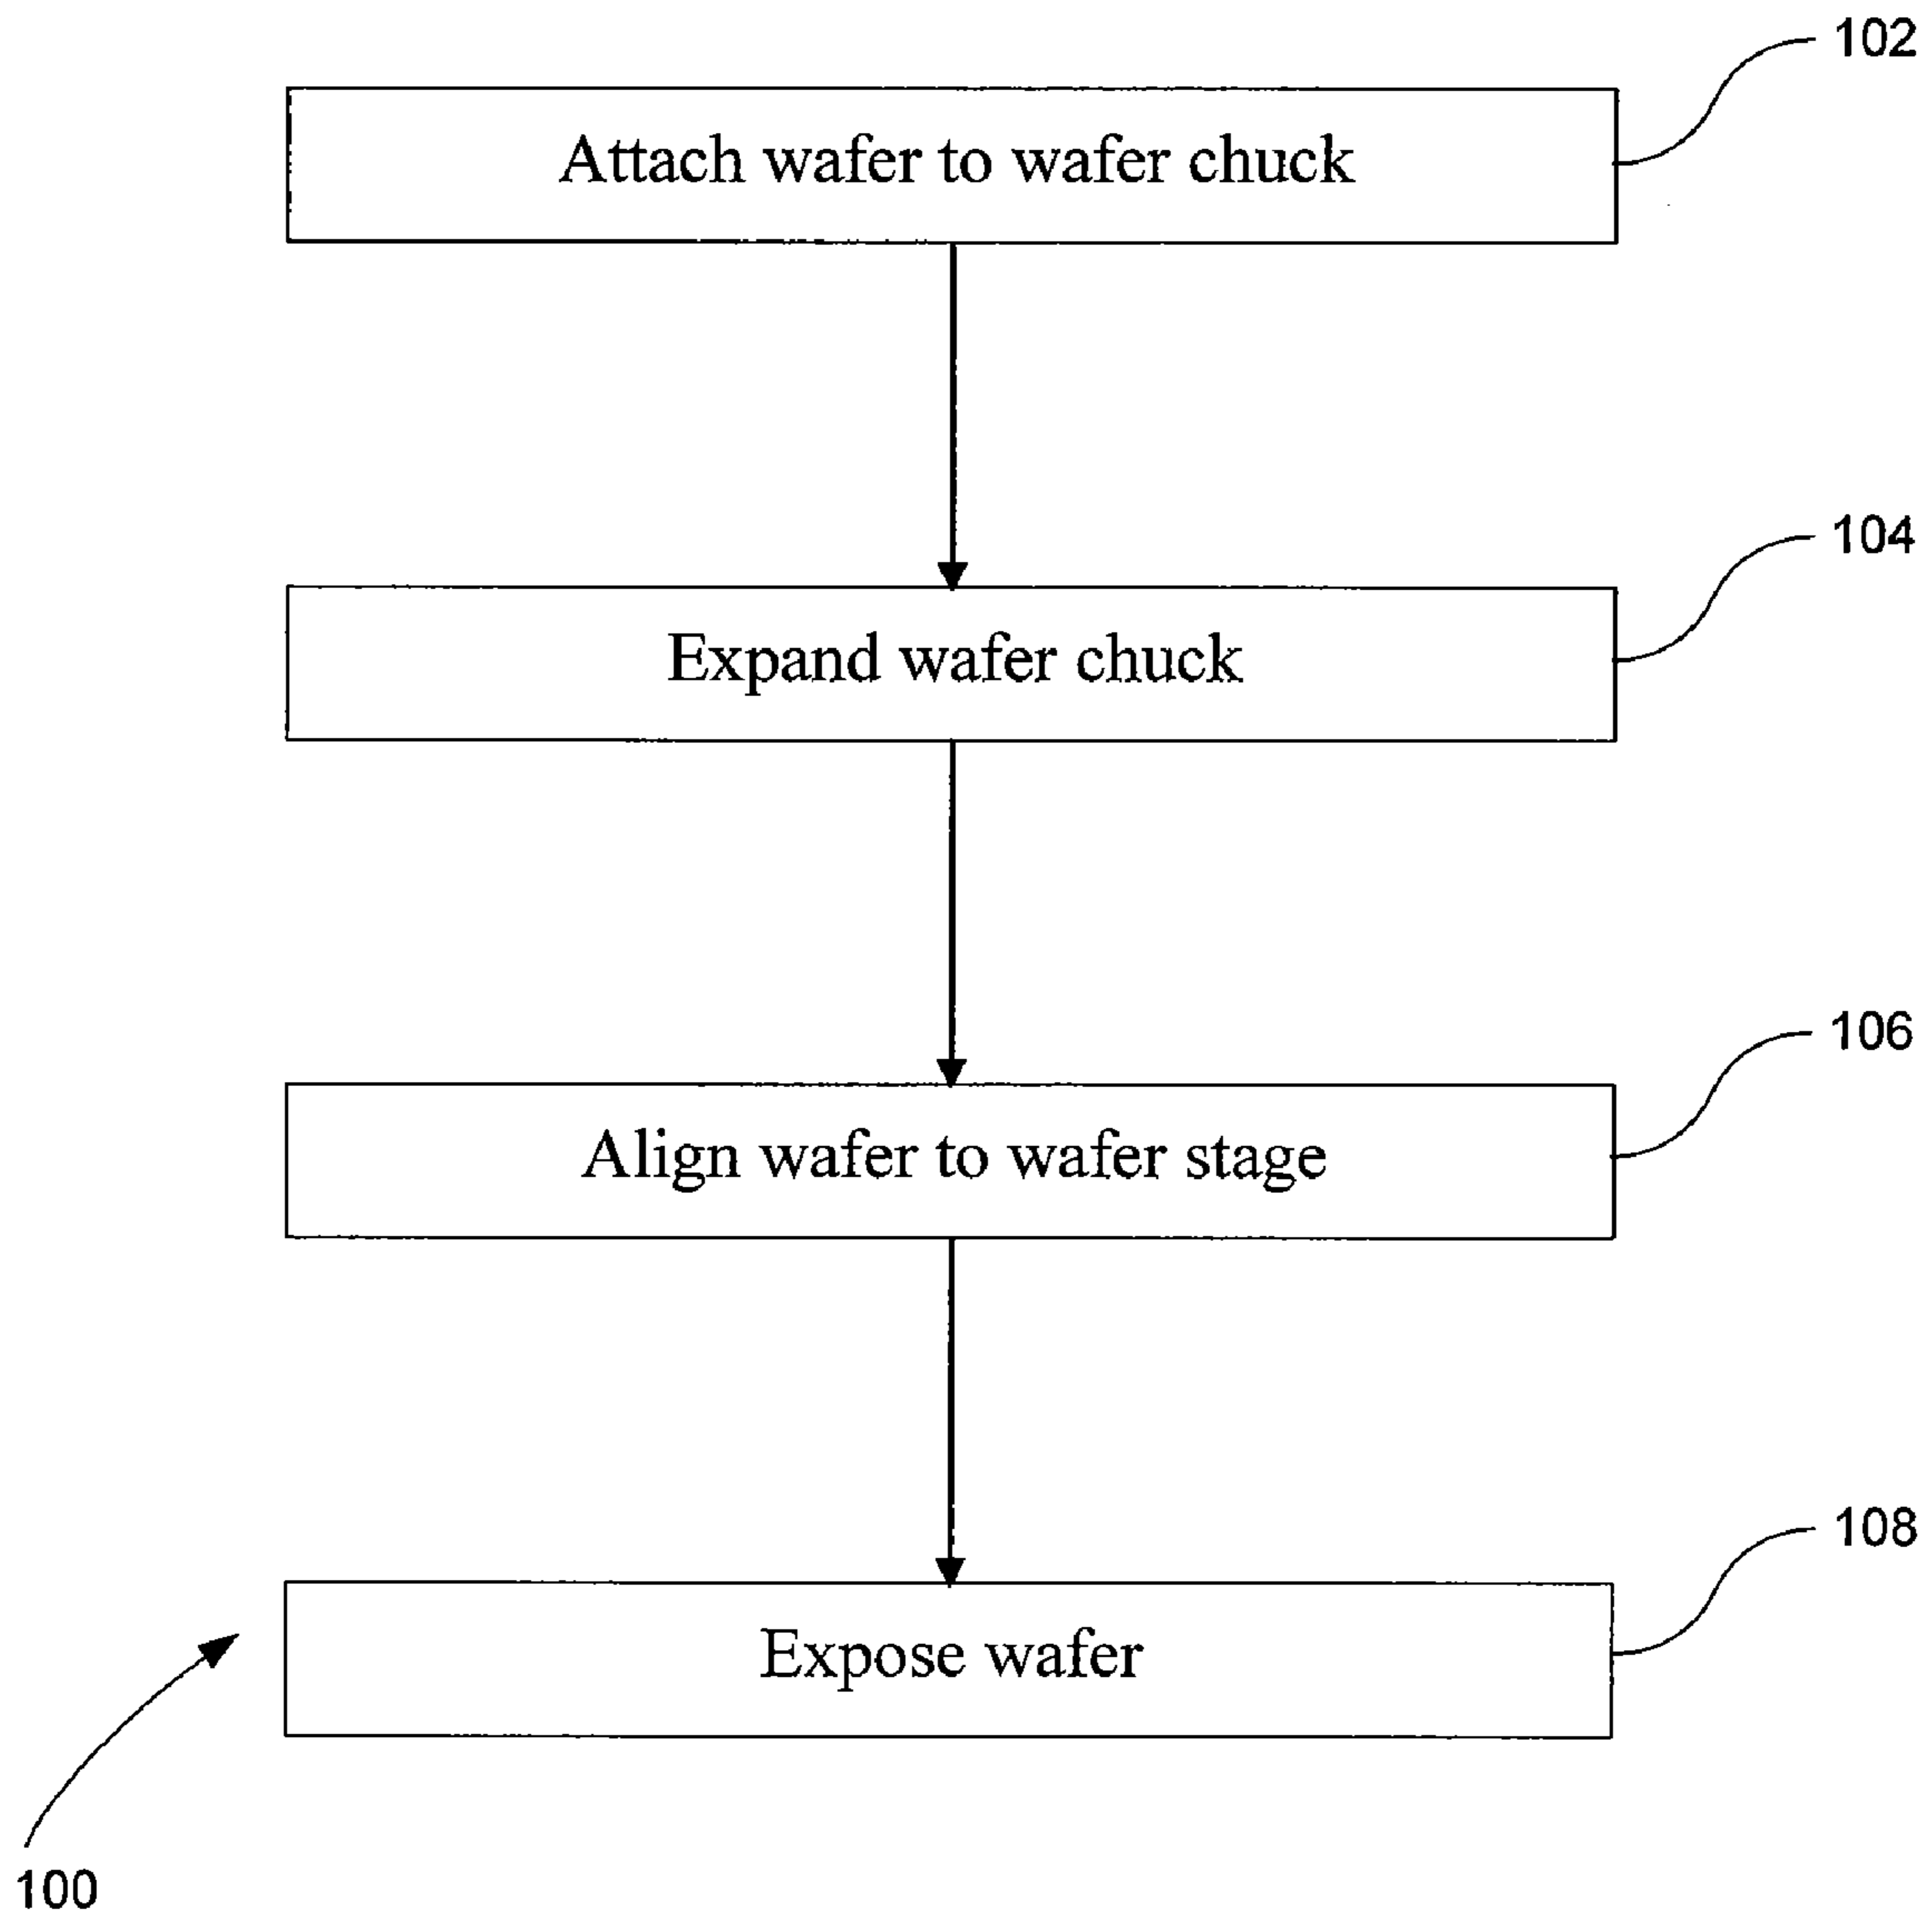 102
Attach wafer to wafer chuck
104
Expand wafer chuck
106
Align wafer to wafer stage
108
Expose wafer
100